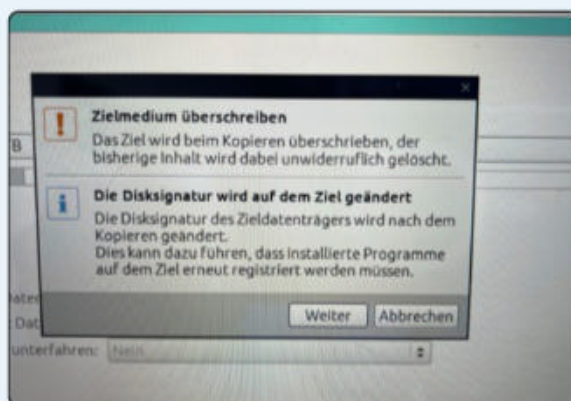 Zielmedium überschreiben
Das Ziel wird beim Kopieren überschrieben, der
bisherige Inhalt wird dabei unwiderruflich gelöscht.
Die Disksignatur wird auf dem Ziel geändert
Die Disksignatur des Zieldatenträgers wird nach dem
Kopieren geändert.
Dies kann dazu führen, dass installierte Programme
auf dem Ziel erneut registriert werden müssen.
Weiter Abbrechen
unterfahren: Nein